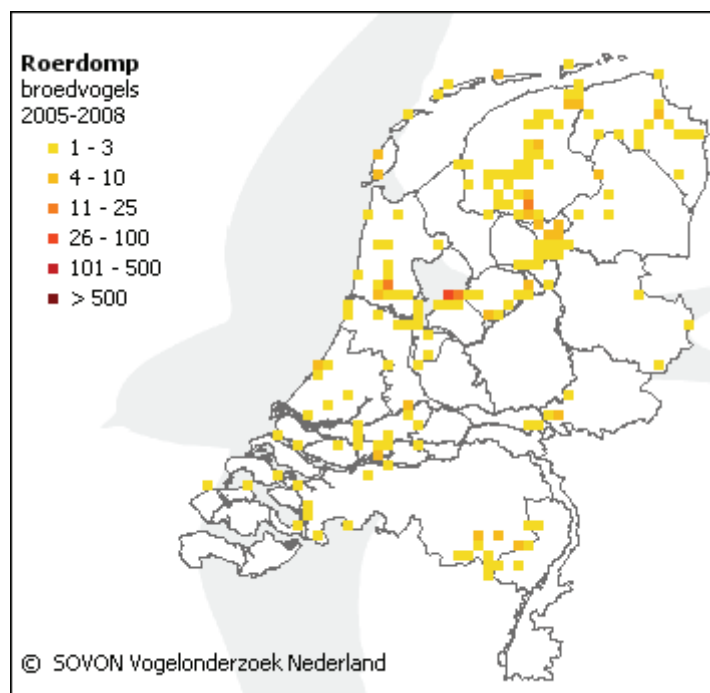 Roerdomp
broedvogels
2005-2008
1 - 3
4 - 10
11 - 25
26 - 100
101 - 500
> 500
© SOVON Vogelonderzoek Nederland